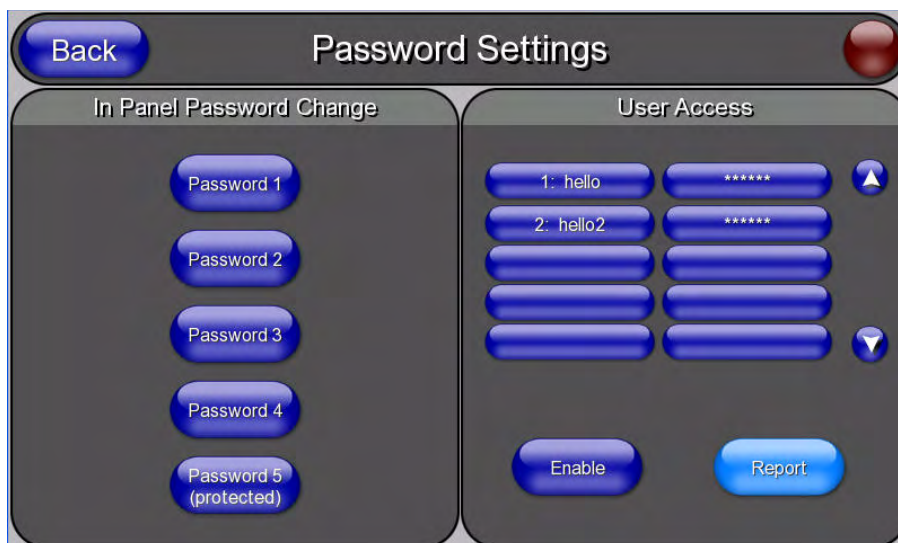 Back
Password Settings
In Panel Password Change
Password 1
Password 2
Password 3
Password 4
Password 5
(protected)
User Access
1: hello ******
2: hello2 ******
Enable
Report